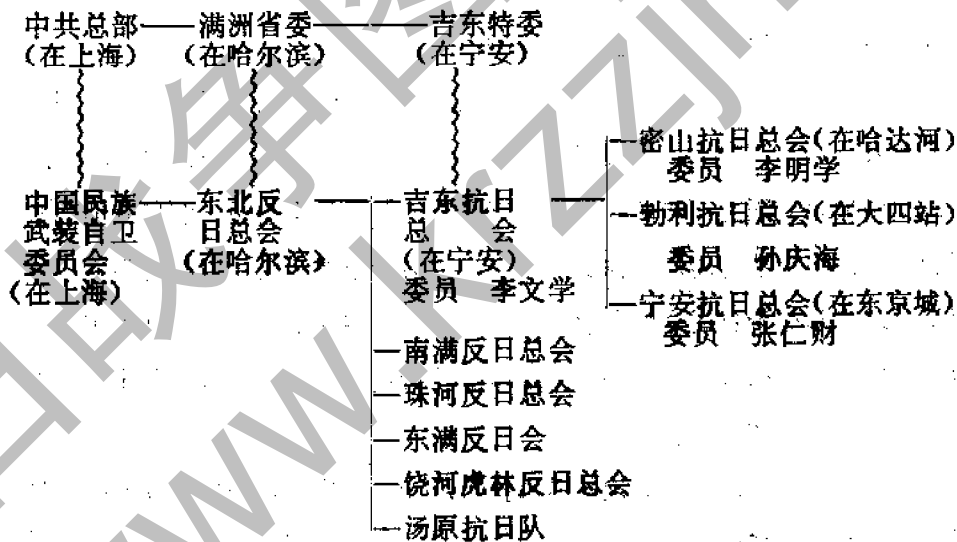 中共总部 满洲省委 吉东特委
(在上海) (在哈尔滨) (在宁安)
密山抗日总会(在哈达河)
委员 李明学
中国民族 东北反 吉东抗日
勃利抗日总会(在大四站)
武装自卫 日总会 总 会
委员会 (在哈尔滨) (在宁安)
委员 孙庆海
(在上海) 委员 李文学
宁安抗日总会(在东京城)
委员 张仁财
南满反日总会
珠河反日总会
东满反日会
饶河虎林反日总会
汤原抗日队